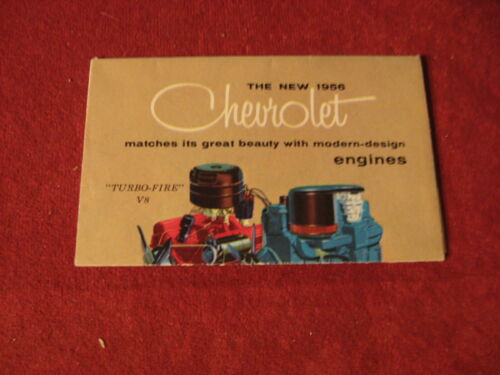 THE NEW 1956
Chevrolet
matches its great beauty with modern-design
engines
"TURBO-FIRE"
V8